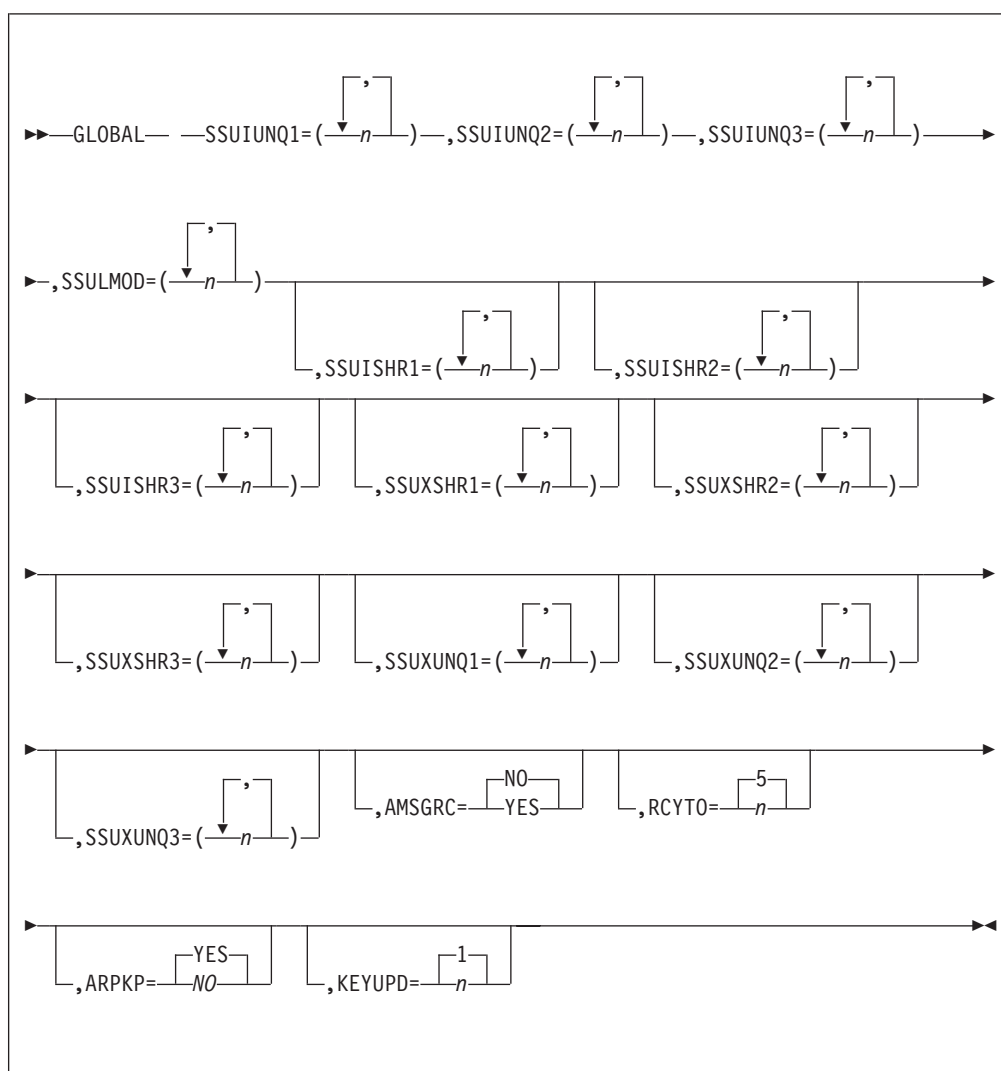 , , ,
GLOBAL SSUIUNQ1=( n ) ,SSUIUNQ2=( n ) ,SSUIUNQ3=( n )
,
,SSULMOD=( n )
, ,
,SSUISHR1=( n ) ,SSUISHR2=( n )
, , ,
,SSUISHR3=( n ) ,SSUXSHR1=( n ) ,SSUXSHR2=( n )
, , ,
,SSUXSHR3=( n ) ,SSUXUNQ1=( n ) ,SSUXUNQ2=( n )
, NO 5
,SSUXUNQ3=( n ) ,AMSGRC= YES ,RCYTO= n
YES 1
,ARPKP= NO ,KEYUPD= n